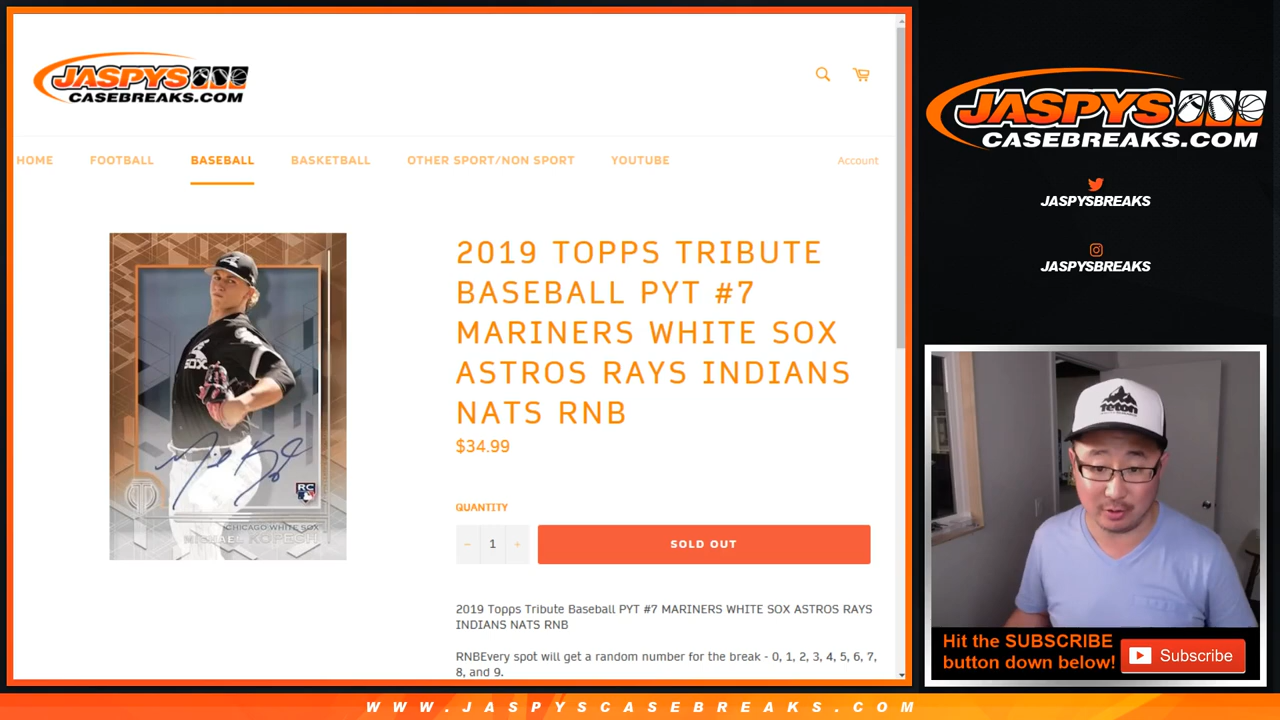 JASPYS
CASEBREAKS.COM
HOME FOOTBALL BASEBALL BASKETBALL OTHER SPORT/NON SPORT YOUTUBE Account
SOX
RC
CHICAGO WHITE SOX
MICHAEL KOPECH
2019 TOPPS TRIBUTE
BASEBALL PYT #7
MARINERS WHITE SOX
ASTROS RAYS INDIANS
NATS RNB
$34.99
QUANTITY
− 1 + SOLD OUT
2019 Topps Tribute Baseball PYT #7 MARINERS WHITE SOX ASTROS RAYS
INDIANS NATS RNB
RNBEvery spot will get a random number for the break - 0, 1, 2, 3, 4, 5, 6, 7,
8, and 9.
JASPYS
CASEBREAKS.COM
JASPYSBREAKS
JASPYSBREAKS
Teton
Hit the SUBSCRIBE
button down below!
Subscribe
WWW.JASPYSCASEBREAKS.COM